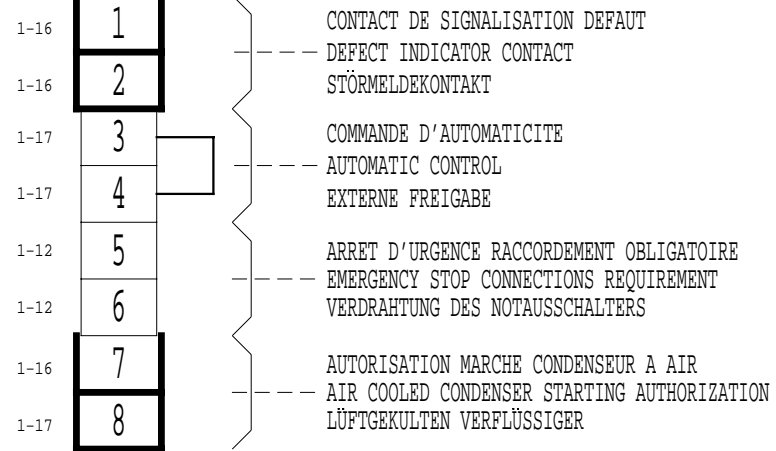 1-16 1 CONTACT DE SIGNALISATION DEFAUT
DEFECT INDICATOR CONTACT
1-16 2 STÖRMELDEKONTAKT
1-17 3 COMMANDE D'AUTOMATICITE
AUTOMATIC CONTROL
1-17 4 EXTERNE FREIGABE
1-12 5 ARRET D'URGENCE RACCORDEMENT OBLIGATOIRE
EMERGENCY STOP CONNECTIONS REQUIREMENT
1-12 6 VERDRAHTUNG DES NOTAUSSCHALTERS
1-16 7 AUTORISATION MARCHE CONDENSEUR A AIR
AIR COOLED CONDENSER STARTING AUTHORIZATION
1-17 8 LÜFTGEKULTEN VERFLÜSSIGER